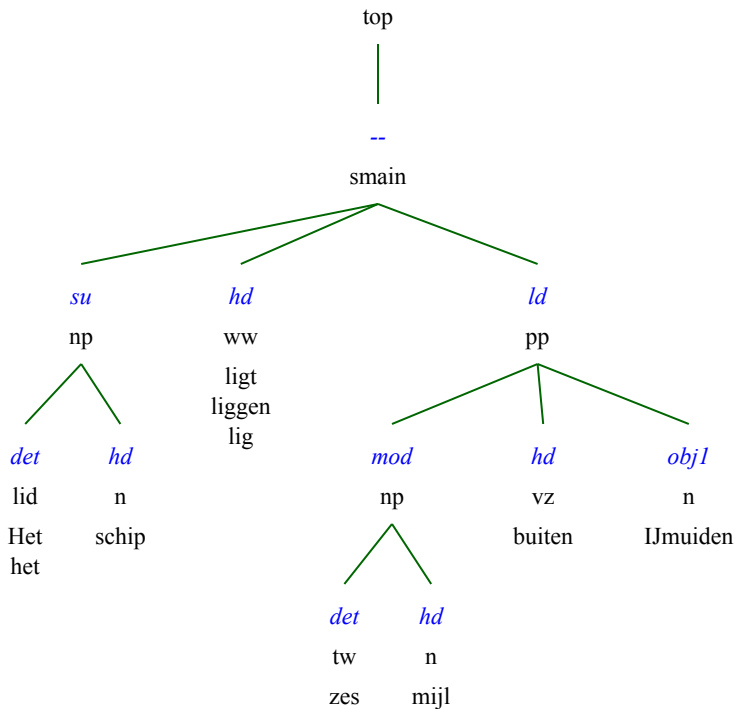 top
--
smain
su hd ld
np ww pp
ligt
liggen
lig
det hd mod hd obj1
lid n np vz n
Het schip buiten IJmuiden
het
det hd
tw n
zes mijl